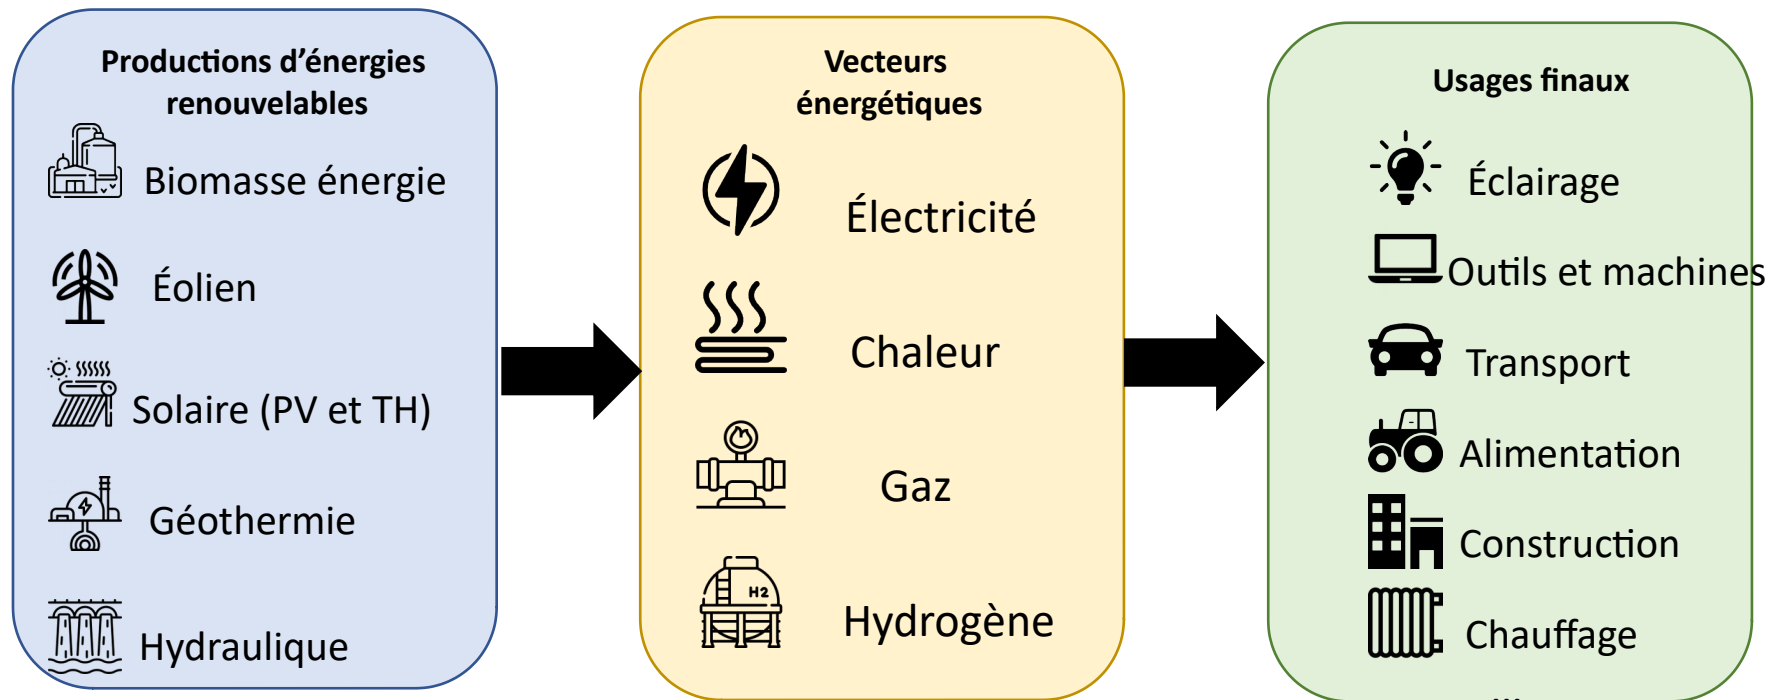 Productions d'énergies
renouvelables
Biomasse énergie
Éolien
Solaire (PV et TH)
Géothermie
Hydraulique
Vecteurs
énergétiques
Électricité
Chaleur
Gaz
H2
Hydrogène
Usages finaux
Éclairage
Outils et machines
Transport
Alimentation
Construction
Chauffage